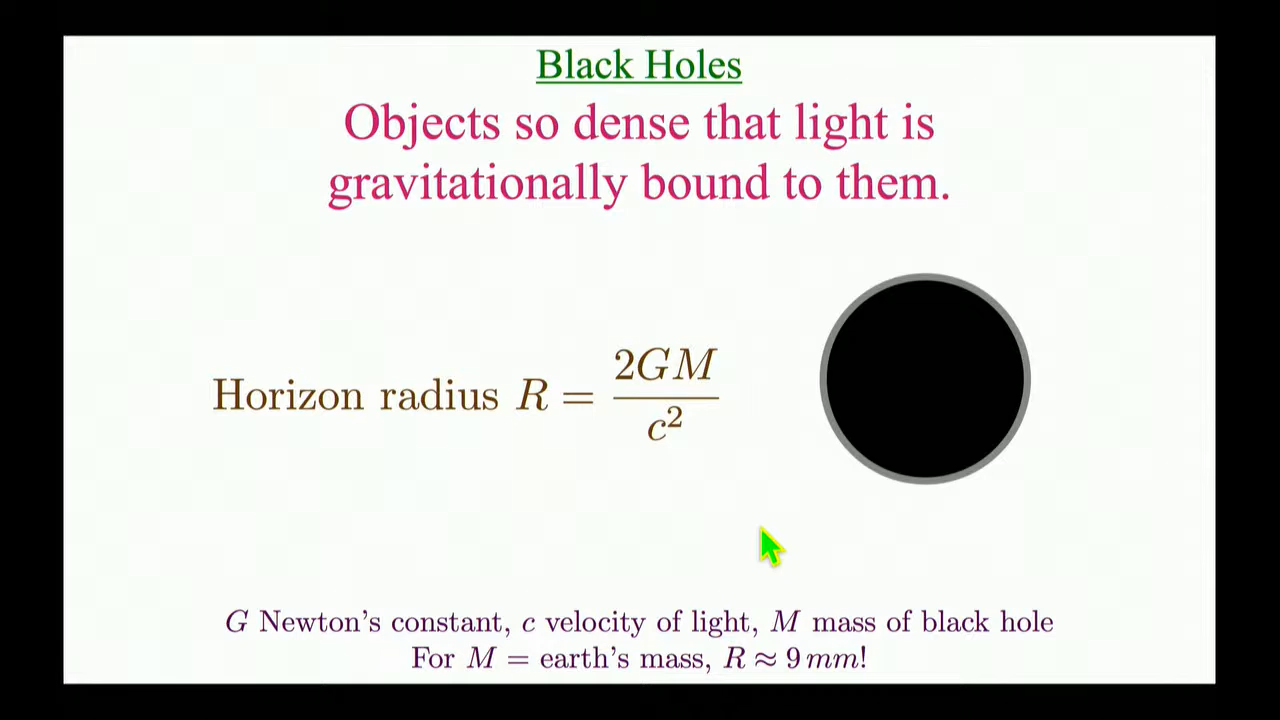 Black Holes
Objects so dense that light is
gravitationally bound to them.
Horizon radius R = 2GM / c²
G Newton's constant, c velocity of light, M mass of black hole
For M = earth's mass, R ≈ 9 mm!